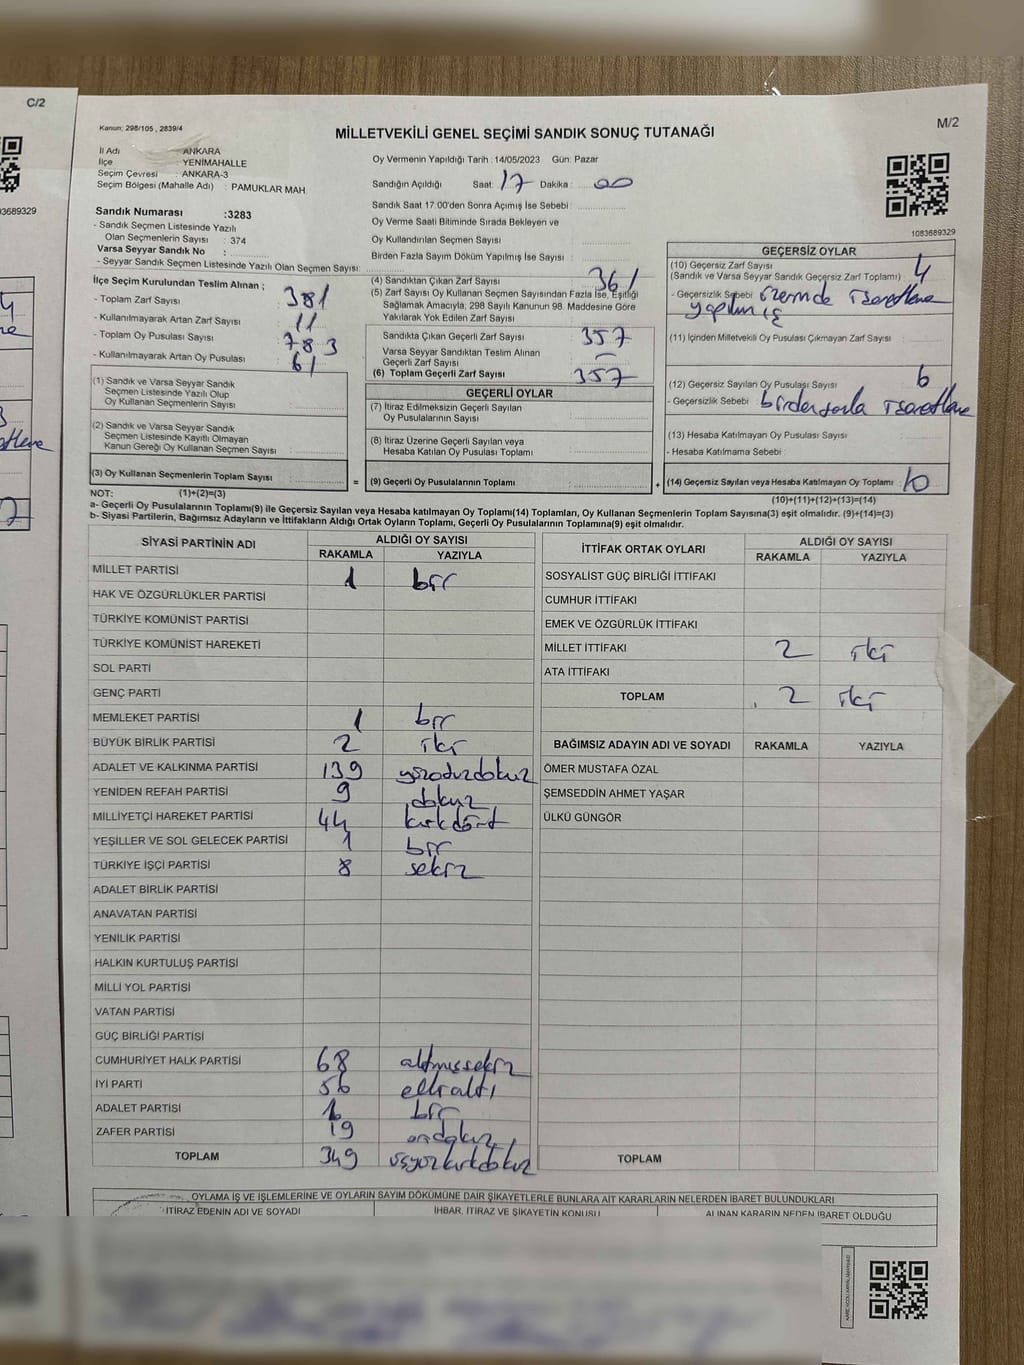 C/2
M/2
Kanun: 298/105 , 2839/4
MİLLETVEKİLİ GENEL SEÇİMİ SANDIK SONUÇ TUTANAĞI
İl Adı : ANKARA
İlçe : YENİMAHALLE
Seçim Çevresi : ANKARA-3
Seçim Bölgesi (Mahalle Adı) : PAMUKLAR MAH
Oy Vermenin Yapıldığı Tarih : 14/05/2023 Gün: Pazar
Sandığın Açıldığı Saat: 17 Dakika : 00
Sandık Saat 17:00'den Sonra Açımış İse Sebebi :
Oy Verme Saati Bitiminde Sırada Bekleyen ve
Oy Kullandırılan Seçmen Sayısı :
Birden Fazla Sayım Döküm Yapılmış İse Sayısı :
1083689329
Sandık Numarası :3283
- Sandık Seçmen Listesinde Yazılı
Olan Seçmenlerin Sayısı : 374
Varsa Seyyar Sandık No :
- Seyyar Sandık Seçmen Listesinde Yazılı Olan Seçmen Sayısı:
İlçe Seçim Kurulundan Teslim Alınan ;
- Toplam Zarf Sayısı : 381
- Kullanılmayarak Artan Zarf Sayısı : 11
- Toplam Oy Pusulası Sayısı : 783
- Kullanılmayarak Artan Oy Pusulası : 61
(1) Sandık ve Varsa Seyyar Sandık
Seçmen Listesinde Yazılı Olup
Oy Kullanan Seçmenlerin Sayısı :
(2) Sandık ve Varsa Seyyar Sandık
Seçmen Listesinde Kayıtlı Olmayan
Kanun Gereği Oy Kullanan Seçmen Sayısı :
(3) Oy Kullanan Seçmenlerin Toplam Sayısı :
(4) Sandıktan Çıkan Zarf Sayısı : 361
(5) Zarf Sayısı Oy Kullanan Seçmen Sayısından Fazla İse, Eşitliği
Sağlamak Amacıyla, 298 Sayılı Kanunun 98. Maddesine Göre
Yakılarak Yok Edilen Zarf Sayısı :
Sandıkta Çıkan Geçerli Zarf Sayısı : 357
Varsa Seyyar Sandıktan Teslim Alınan
Geçerli Zarf Sayısı : -
(6) Toplam Geçerli Zarf Sayısı : 357
GEÇERLİ OYLAR
(7) İtiraz Edilmeksizin Geçerli Sayılan
Oy Pusulalarının Sayısı :
(8) İtiraz Üzerine Geçerli Sayılan veya
Hesaba Katılan Oy Pusulası Toplamı :
= (9) Geçerli Oy Pusulalarının Toplamı :
GEÇERSİZ OYLAR
(10) Geçersiz Zarf Sayısı
(Sandık ve Varsa Seyyar Sandık Geçersiz Zarf Toplamı) : 4
- Geçersizlik Sebebi : üzerinde işaretleme
yapılmış
(11) İçinden Milletvekili Oy Pusulası Çıkmayan Zarf Sayısı :
(12) Geçersiz Sayılan Oy Pusulası Sayısı : 6
- Geçersizlik Sebebi : birden fazla işaretleme
(13) Hesaba Katılmayan Oy Pusulası Sayısı :
- Hesaba Katılmama Sebebi :
+ (14) Geçersiz Sayılan veya Hesaba Katılmayan Oy Toplamı : 10
NOT: (1)+(2)=(3)
(10)+(11)+(12)+(13)=(14)
a- Geçerli Oy Pusulalarının Toplamı(9) ile Geçersiz Sayılan veya Hesaba katılmayan Oy Toplamı(14) Toplamları, Oy Kullanan Seçmenlerin Toplam Sayısına(3) eşit olmalıdır. (9)+(14)=(3)
b- Siyasi Partilerin, Bağımsız Adayların ve İttifakların Aldığı Ortak Oyların Toplamı, Geçerli Oy Pusulalarının Toplamına(9) eşit olmalıdır.
SİYASİ PARTİNİN ADI ALDIĞI OY SAYISI
RAKAMLA YAZIYLA
MİLLET PARTİSİ 1 bir
HAK VE ÖZGÜRLÜKLER PARTİSİ
TÜRKİYE KOMÜNİST PARTİSİ
TÜRKİYE KOMÜNİST HAREKETİ
SOL PARTİ
GENÇ PARTİ
MEMLEKET PARTİSİ 1 bir
BÜYÜK BİRLİK PARTİSİ 2 iki
ADALET VE KALKINMA PARTİSİ 139 yüzotuzdokuz
YENİDEN REFAH PARTİSİ 9 dokuz
MİLLİYETÇİ HAREKET PARTİSİ 44 kırkdört
YEŞİLLER VE SOL GELECEK PARTİSİ 1 bir
TÜRKİYE İŞÇİ PARTİSİ 8 sekiz
ADALET BİRLİK PARTİSİ
ANAVATAN PARTİSİ
YENİLİK PARTİSİ
HALKIN KURTULUŞ PARTİSİ
MİLLİ YOL PARTİSİ
VATAN PARTİSİ
GÜÇ BİRLİĞİ PARTİSİ
CUMHURİYET HALK PARTİSİ 68 altmışsekiz
İYİ PARTİ 56 ellialtı
ADALET PARTİSİ 1 bir
ZAFER PARTİSİ 19 ondokuz
TOPLAM 349 üçyüzkırkdokuz
İTTİFAK ORTAK OYLARI ALDIĞI OY SAYISI
RAKAMLA YAZIYLA
SOSYALİST GÜÇ BİRLİĞİ İTTİFAKI
CUMHUR İTTİFAKI
EMEK VE ÖZGÜRLÜK İTTİFAKI
MİLLET İTTİFAKI 2 iki
ATA İTTİFAKI
TOPLAM 2 iki
BAĞIMSIZ ADAYIN ADI VE SOYADI RAKAMLA YAZIYLA
ÖMER MUSTAFA ÖZAL
ŞEMSEDDİN AHMET YAŞAR
ÜLKÜ GÜNGÖR
TOPLAM
OYLAMA İŞ VE İŞLEMLERİNE VE OYLARIN SAYIM DÖKÜMÜNE DAİR ŞİKAYETLERLE BUNLARA AİT KARARLARIN NELERDEN İBARET BULUNDUKLARI
İTİRAZ EDENİN ADI VE SOYADI İHBAR, İTİRAZ VE ŞİKAYETİN KONUSU ALINAN KARARIN NEDEN İBARET OLDUĞU